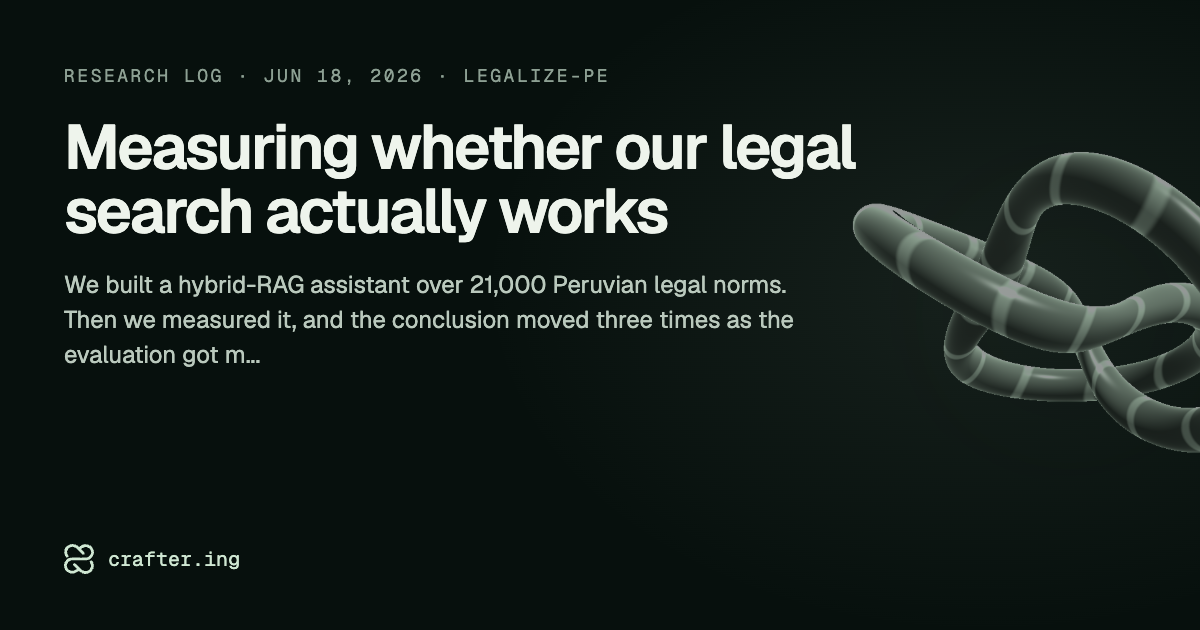 RESEARCH LOG · JUN 18, 2026 · LEGALIZE-PE
Measuring whether our legal
search actually works
We built a hybrid-RAG assistant over 21,000 Peruvian legal norms.
Then we measured it, and the conclusion moved three times as the
evaluation got m...
crafter.ing